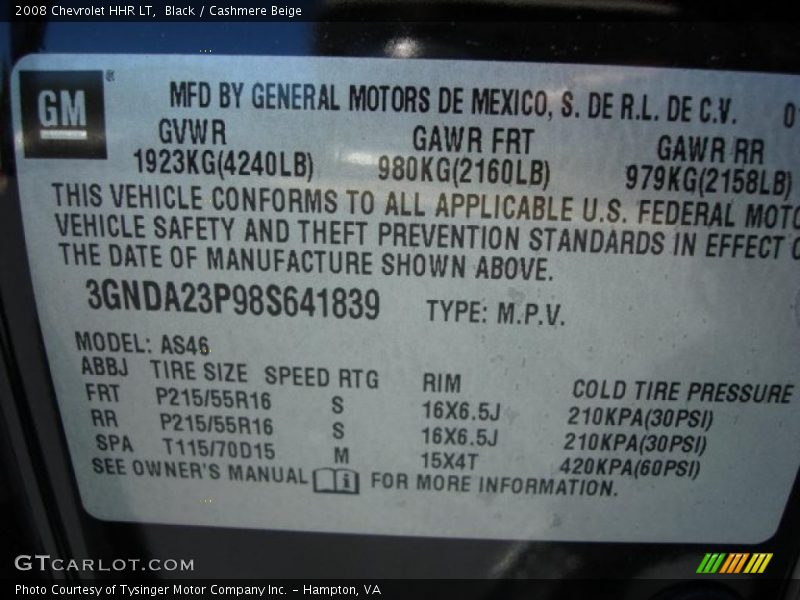 2008 Chevrolet HHR LT,  Black / Cashmere Beige
GM ®
MFD BY GENERAL MOTORS DE MEXICO, S. DE R.L. DE C.V. 0
GVWR GAWR FRT GAWR RR
1923KG(4240LB) 980KG(2160LB) 979KG(2158LB)
THIS VEHICLE CONFORMS TO ALL APPLICABLE U.S. FEDERAL MOTO
VEHICLE SAFETY AND THEFT PREVENTION STANDARDS IN EFFECT O
THE DATE OF MANUFACTURE SHOWN ABOVE.
3GNDA23P98S641839 TYPE: M.P.V.
MODEL: AS46
ABBJ TIRE SIZE SPEED RTG RIM COLD TIRE PRESSURE
FRT P215/55R16 S 16X6.5J 210KPA(30PSI)
RR P215/55R16 S 16X6.5J 210KPA(30PSI)
SPA T115/70D15 M 15X4T 420KPA(60PSI)
SEE OWNER'S MANUAL i FOR MORE INFORMATION.
GTCARLOT.COM
Photo Courtesy of Tysinger Motor Company Inc. - Hampton, VA